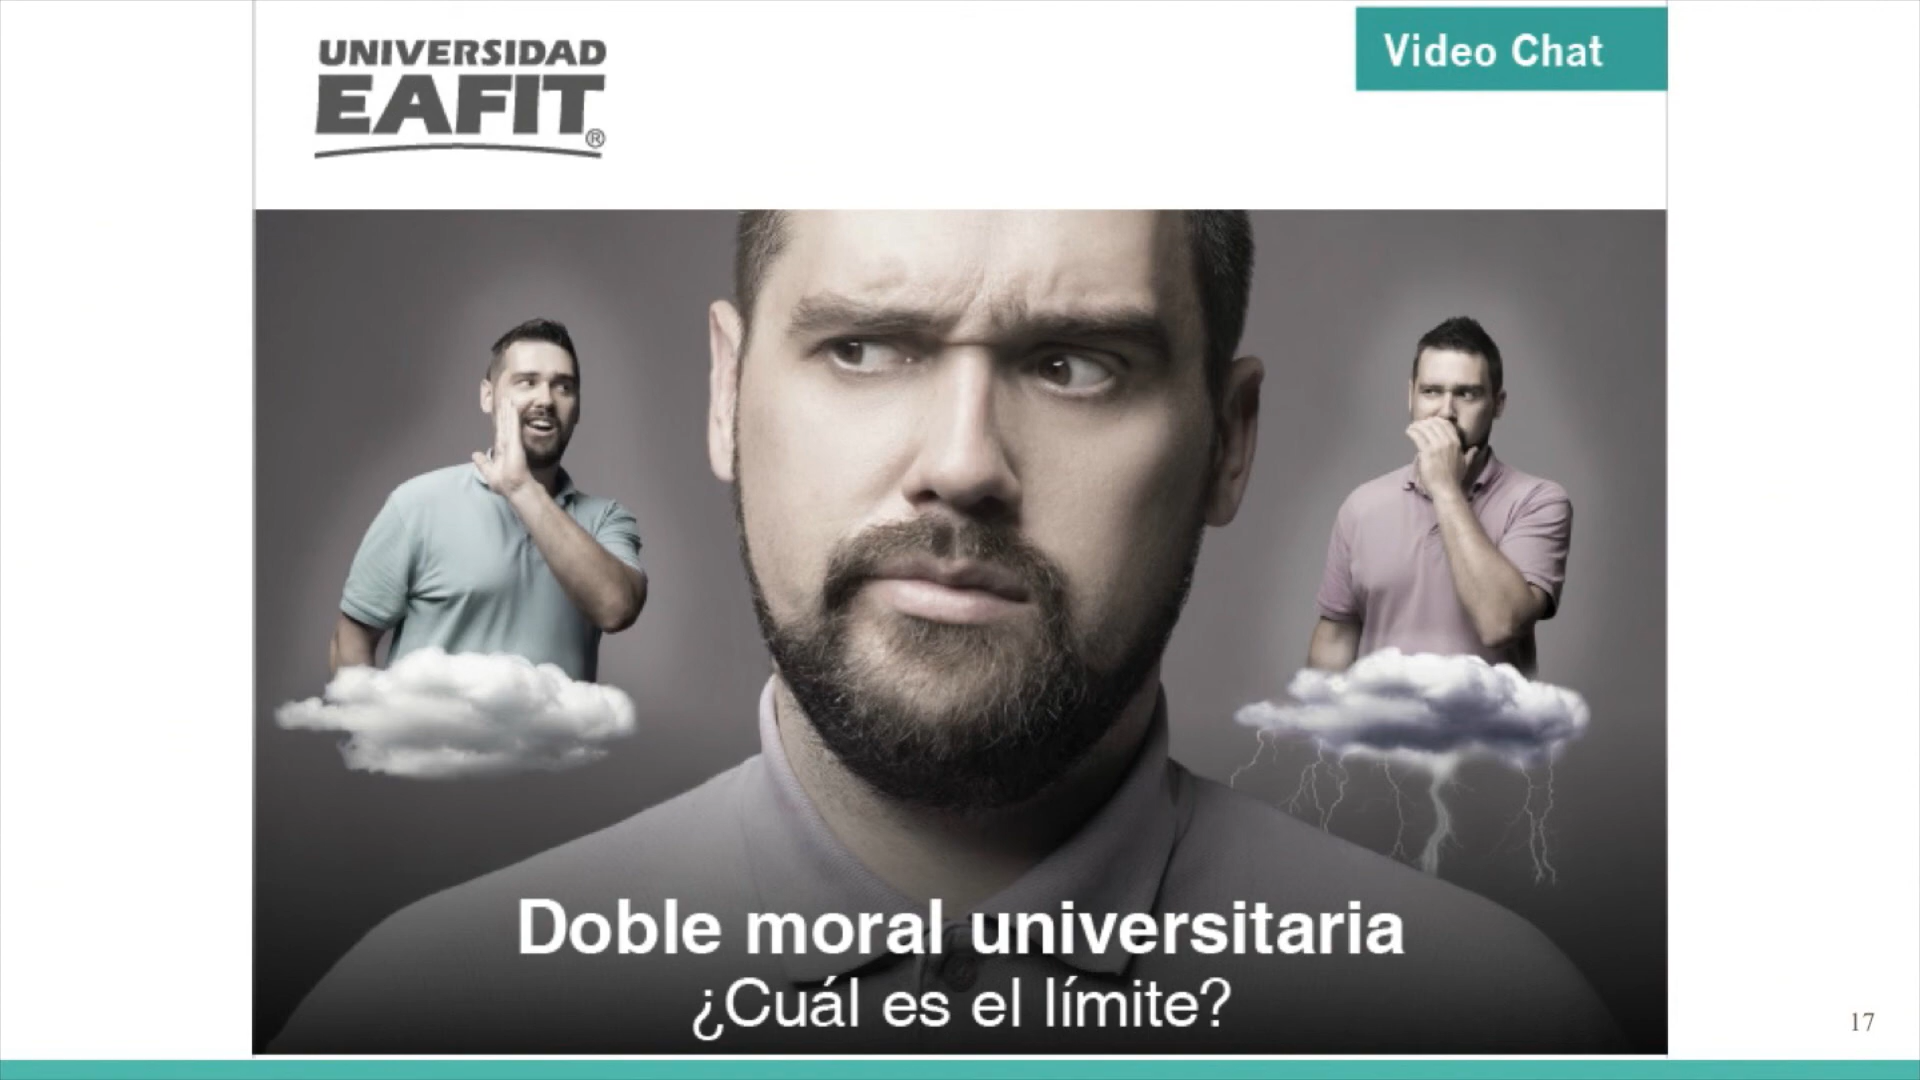 UNIVERSIDAD
EAFIT®
Video Chat
Doble moral universitaria
¿Cuál es el límite?
17